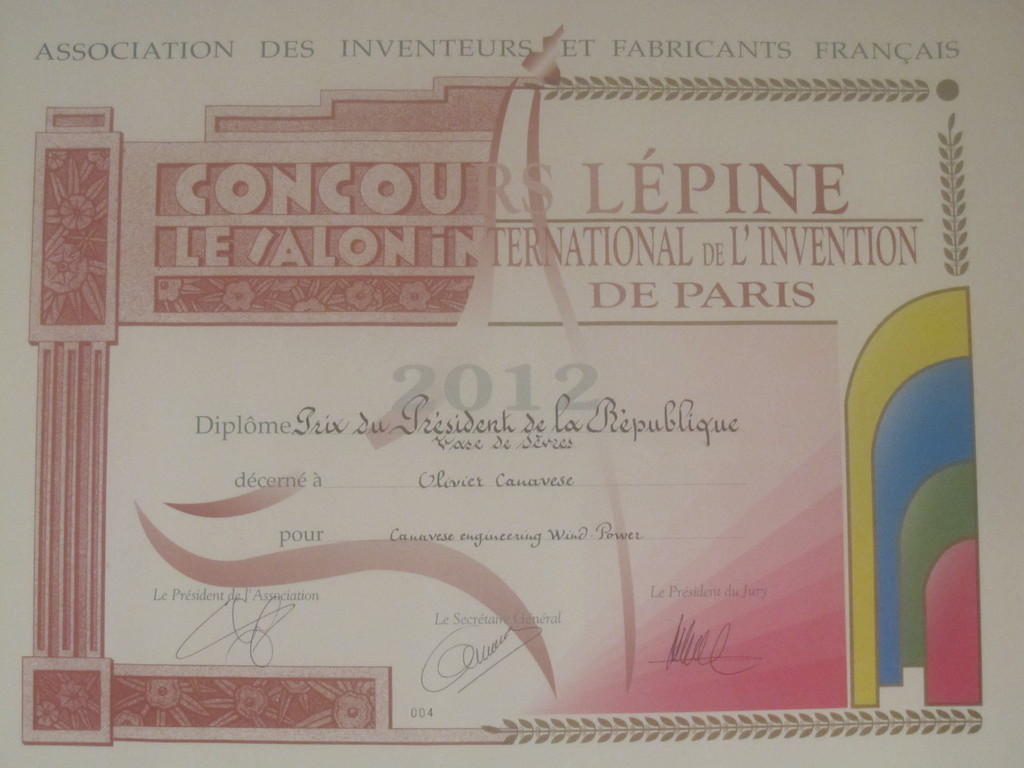 ASSOCIATION DES INVENTEURS ET FABRICANTS FRANÇAIS
CONCOURS LÉPINE
LE SALON INTERNATIONAL DE L'INVENTION
DE PARIS
2012
Diplôme Prix du Président de la République
Vase de Sèvres
décerné à Olivier Canavese
pour Canavese engineering Wind Power
Le Président de l'Association
Le Secrétaire Général
Le Président du Jury
004